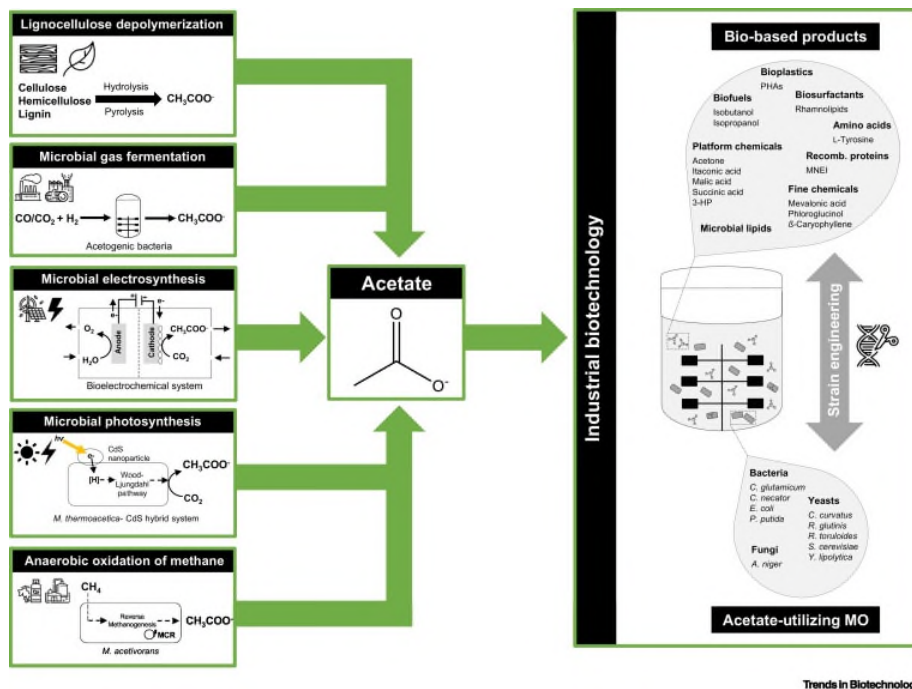 Lignocellulose depolymerization
Cellulose
Hemicellulose
Lignin
Hydrolysis
Pyrolysis
CH₃COO⁻
Microbial gas fermentation
CO/CO₂ + H₂
CH₃COO⁻
Acetogenic bacteria
Microbial electrosynthesis
e⁻
e⁻
O₂
H₂O
Anode
Cathode
CH₃COO⁻
CO₂
Bioelectrochemical system
Microbial photosynthesis
hv
e⁻
CdS
nanoparticle
[H]
Wood-
Ljungdahl
pathway
CH₃COO⁻
CO₂
M. thermoacetica- CdS hybrid system
Anaerobic oxidation of methane
CH₄
Reverse
Methanogenesis
MCR
CH₃COO⁻
M. acetivorans
Acetate
O
O⁻
Industrial biotechnology
Bio-based products
Bioplastics
PHAs
Biofuels
Isobutanol
Isopropanol
Biosurfactants
Rhamnolipids
Amino acids
L-Tyrosine
Platform chemicals
Acetone
Itaconic acid
Malic acid
Succinic acid
3-HP
Recomb. proteins
MNEI
Fine chemicals
Mevalonic acid
Phloroglucinol
ß-Caryophyllene
Microbial lipids
Strain engineering
Bacteria
C. glutamicum
C. necator
E. coli
P. putida
Yeasts
C. curvatus
R. glutinis
R. toruloides
S. cerevisiae
Y. lipolytica
Fungi
A. niger
Acetate-utilizing MO
Trends in Biotechnology